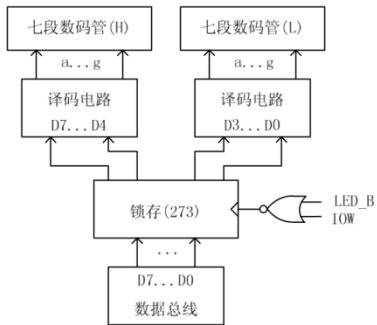 七段数码管(H)
七段数码管(L)
a...g
a...g
译码电路
D7...D4
译码电路
D3...D0
锁存(273)
LED_B
IOW
...
D7...D0
数据总线